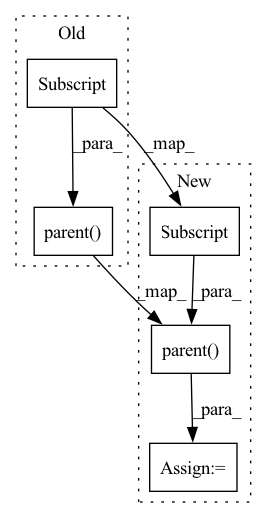 Old
Subscript
_para_
_map_
New
parent()
Subscript
_map_
_para_
parent()
_para_
Assign:=